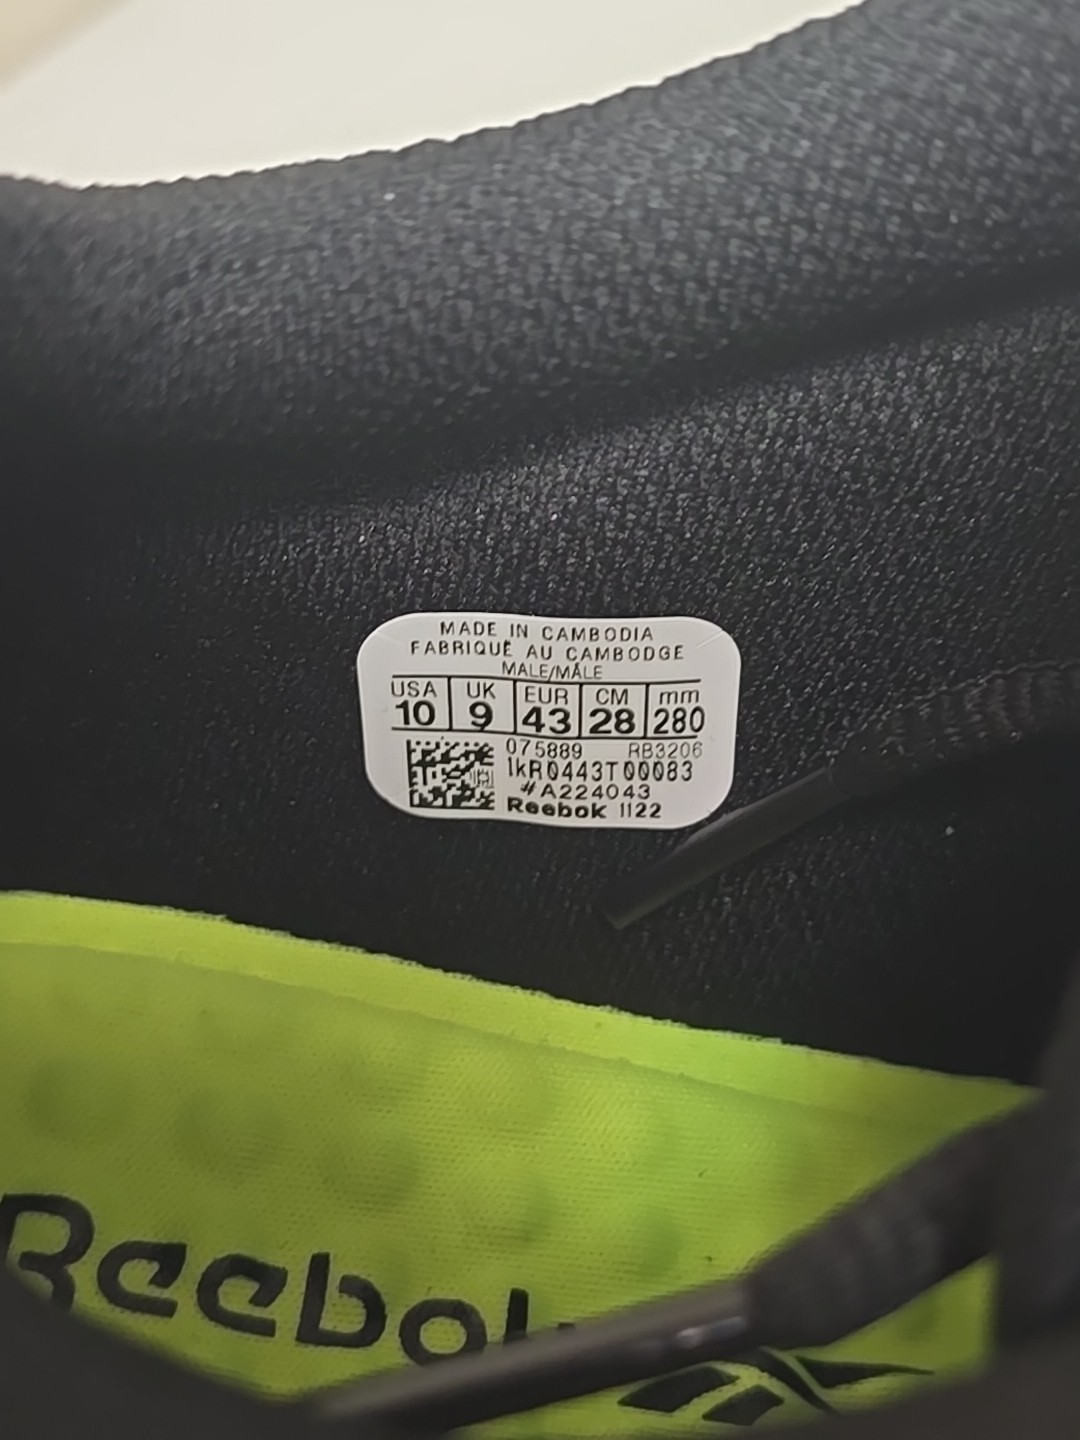 MADE IN CAMBODIA
FABRIQUÉ AU CAMBODGE
MALE/MÂLE
USA UK EUR CM mm
10 9 43 28 280
075889 RB3206
1kR0443T00083
#A224043
Reebok 1122
Reebok